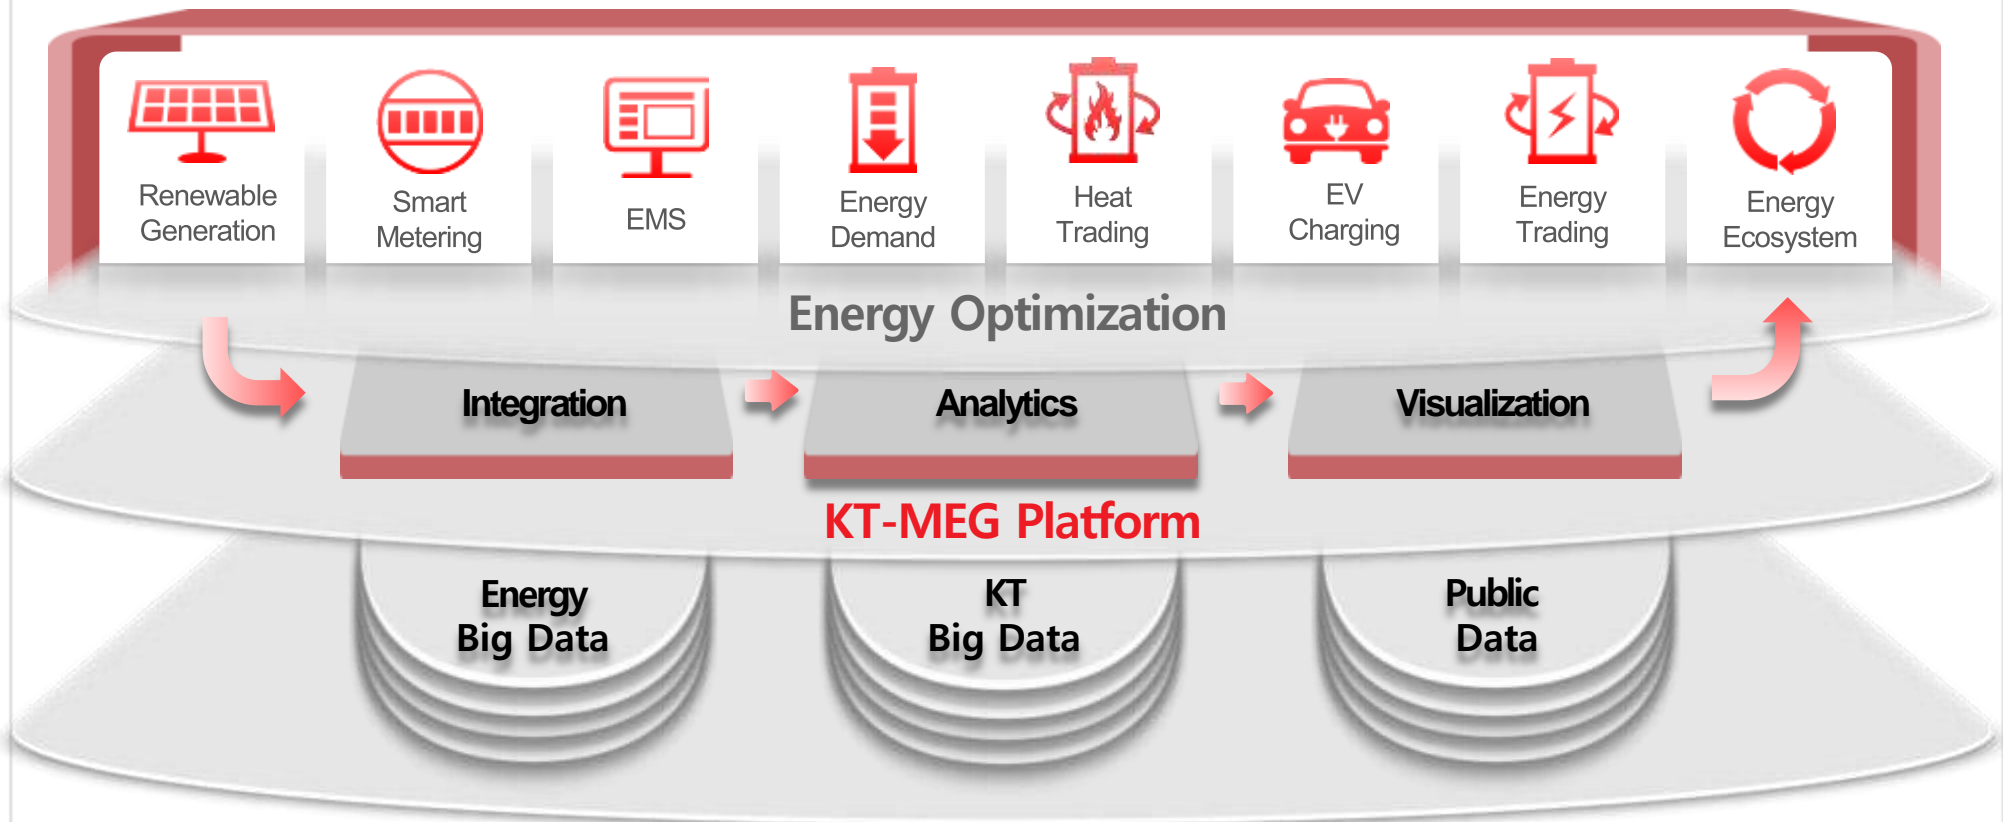 Renewable
Generation
Smart
Metering
EMS
Energy
Demand
Heat
Trading
EV
Charging
Energy
Trading
Energy
Ecosystem
Energy Optimization
Integration
Analytics
Visualization
KT-MEG Platform
Energy
Big Data
KT
Big Data
Public
Data